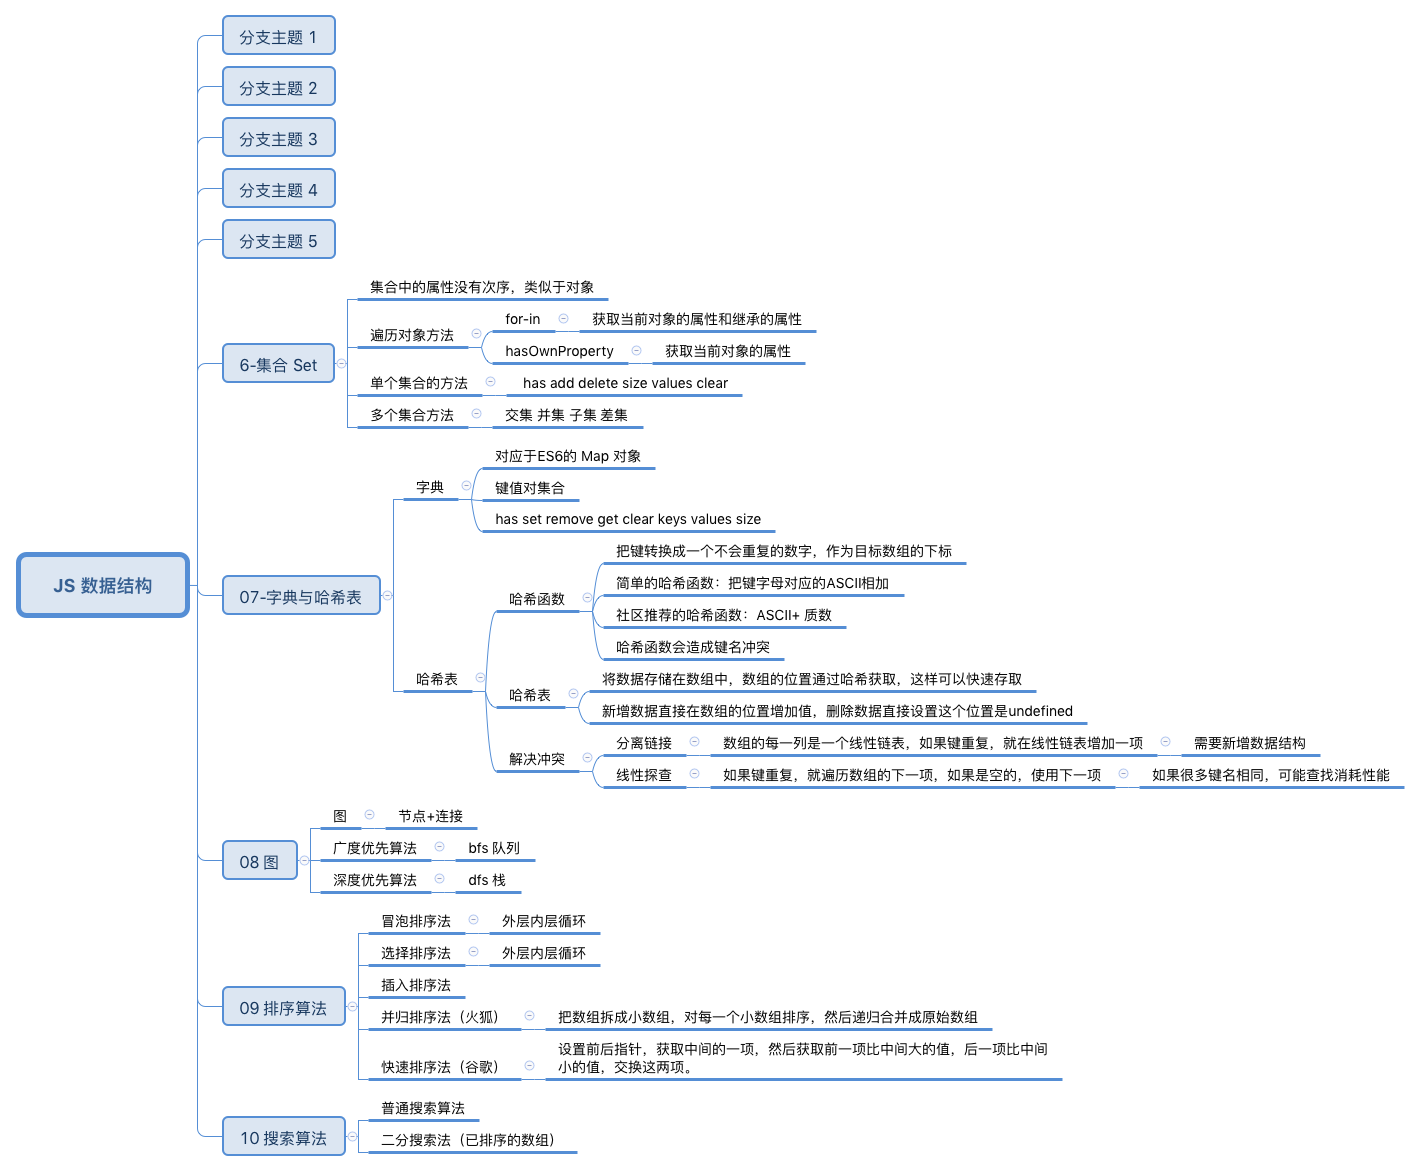 JS 数据结构
分支主题 1
分支主题 2
分支主题 3
分支主题 4
分支主题 5
6-集合 Set
集合中的属性没有次序，类似于对象
遍历对象方法
for-in
获取当前对象的属性和继承的属性
hasOwnProperty
获取当前对象的属性
单个集合的方法
has add delete size values clear
多个集合方法
交集 并集 子集 差集
07-字典与哈希表
字典
对应于ES6的 Map 对象
键值对集合
has set remove get clear keys values size
哈希表
哈希函数
把键转换成一个不会重复的数字，作为目标数组的下标
简单的哈希函数：把键字母对应的ASCII相加
社区推荐的哈希函数：ASCII+ 质数
哈希函数会造成键名冲突
哈希表
将数据存储在数组中，数组的位置通过哈希获取，这样可以快速存取
新增数据直接在数组的位置增加值，删除数据直接设置这个位置是undefined
解决冲突
分离链接
数组的每一列是一个线性链表，如果键重复，就在线性链表增加一项
需要新增数据结构
线性探查
如果键重复，就遍历数组的下一项，如果是空的，使用下一项
如果很多键名相同，可能查找消耗性能
08 图
图
节点+连接
广度优先算法
bfs 队列
深度优先算法
dfs 栈
09 排序算法
冒泡排序法
外层内层循环
选择排序法
外层内层循环
插入排序法
并归排序法（火狐）
把数组拆成小数组，对每一个小数组排序，然后递归合并成原始数组
快速排序法（谷歌）
设置前后指针，获取中间的一项，然后获取前一项比中间大的值，后一项比中间
小的值，交换这两项。
10 搜索算法
普通搜索算法
二分搜索法（已排序的数组）